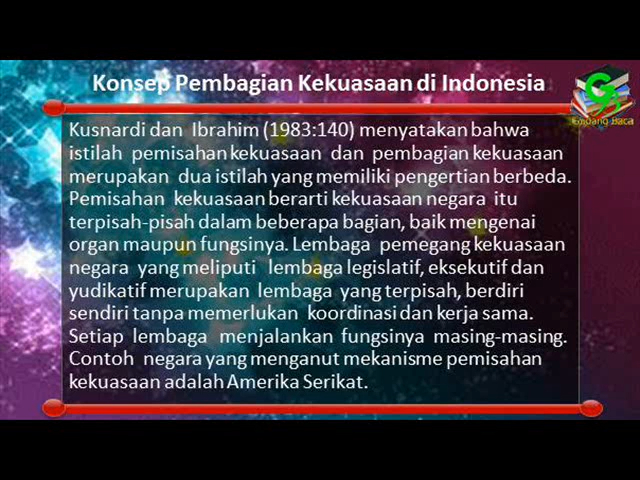 Konsep Pembagian Kekuasaan di Indonesia
Gudang Baca
Kusnardi dan Ibrahim (1983:140) menyatakan bahwa
istilah pemisahan kekuasaan dan pembagian kekuasaan
merupakan dua istilah yang memiliki pengertian berbeda.
Pemisahan kekuasaan berarti kekuasaan negara itu
terpisah-pisah dalam beberapa bagian, baik mengenai
organ maupun fungsinya. Lembaga pemegang kekuasaan
negara yang meliputi lembaga legislatif, eksekutif dan
yudikatif merupakan lembaga yang terpisah, berdiri
sendiri tanpa memerlukan koordinasi dan kerja sama.
Setiap lembaga menjalankan fungsinya masing-masing.
Contoh negara yang menganut mekanisme pemisahan
kekuasaan adalah Amerika Serikat.